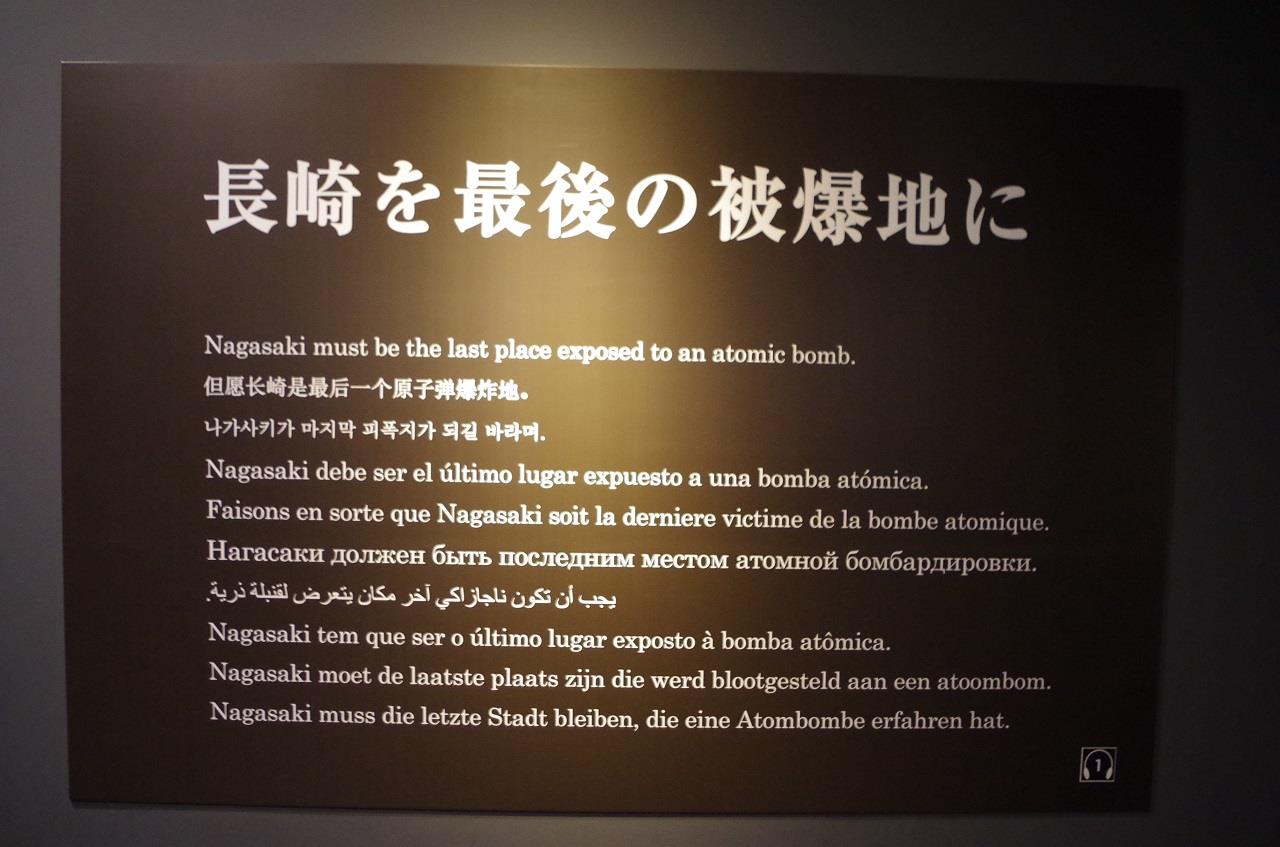 長崎を最後の被爆地に
Nagasaki must be the last place exposed to an atomic bomb.
但愿长崎是最后一个原子弹爆炸地。
나가사키가 마지막 피폭지가 되길 바라며.
Nagasaki debe ser el último lugar expuesto a una bomba atómica.
Faisons en sorte que Nagasaki soit la derniere victime de la bombe atomique.
Нагасаки должен быть последним местом атомной бомбардировки.
يجب أن تكون ناجازاكي آخر مكان يتعرض لقنبلة ذرية.
Nagasaki tem que ser o último lugar exposto à bomba atômica.
Nagasaki moet de laatste plaats zijn die werd blootgesteld aan een atoombom.
Nagasaki muss die letzte Stadt bleiben, die eine Atombombe erfahren hat.
1